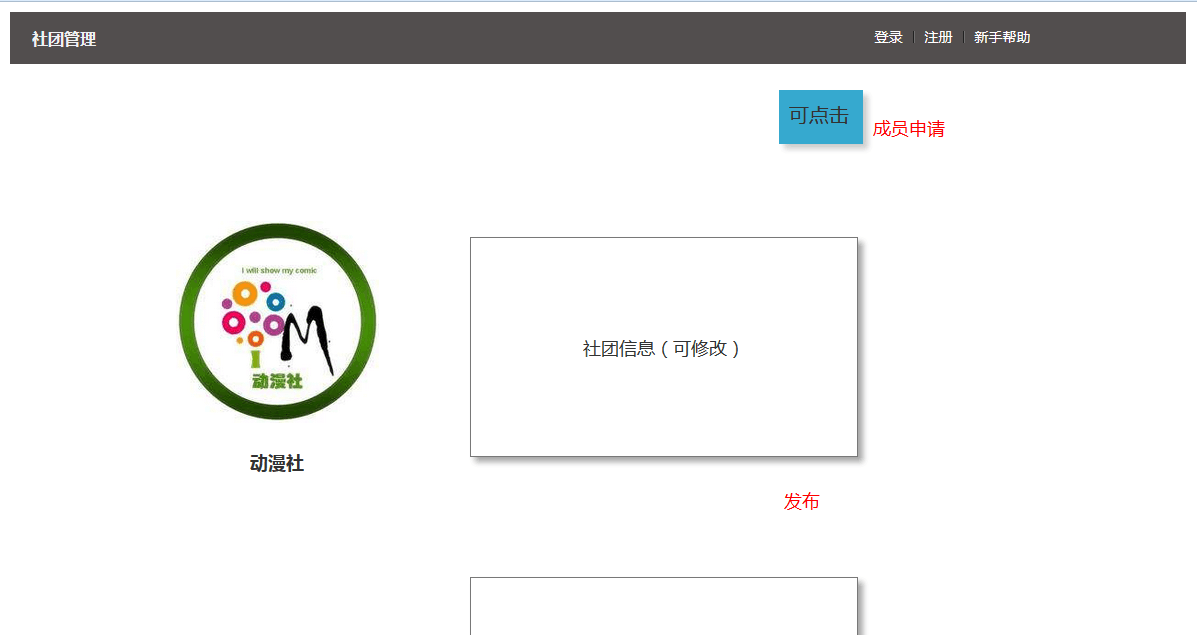 社团管理
登录
注册
新手帮助
可点击
成员申请
I will show my comic
M
动漫社
动漫社
社团信息（可修改）
发布